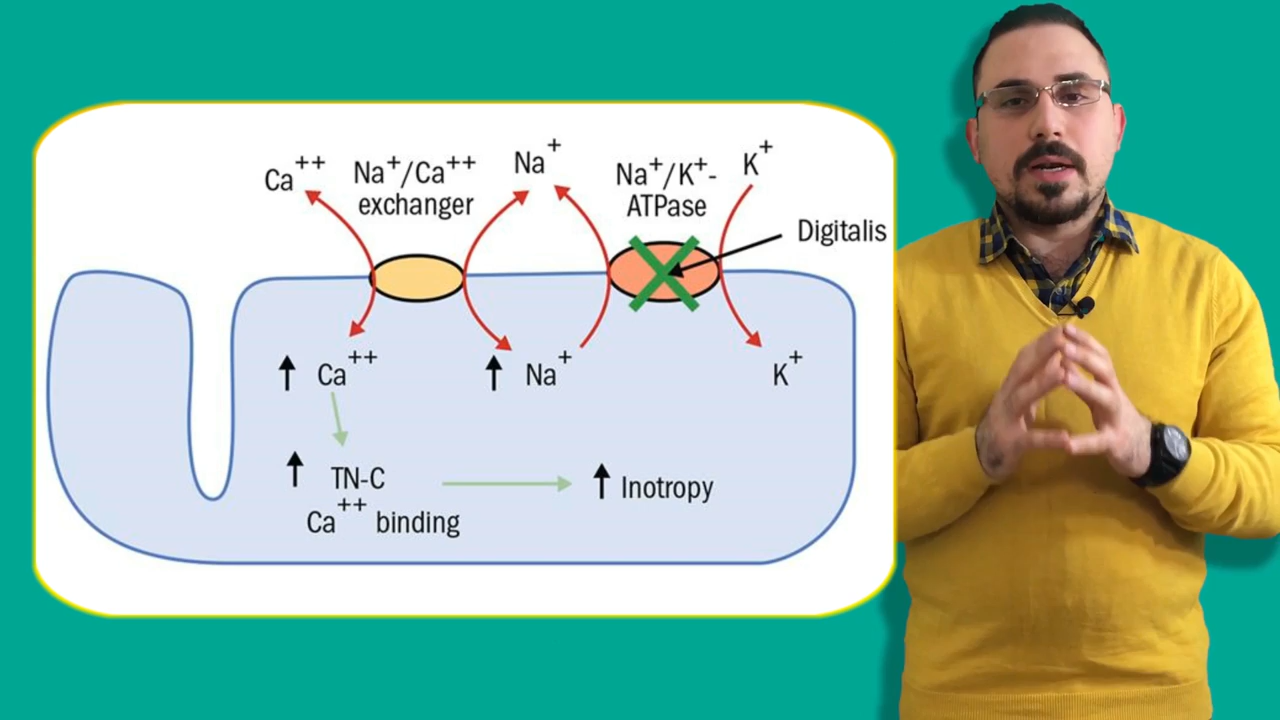 Ca++
Na+/Ca++
exchanger
Na+
Na+/K+-
ATPase
K+
Digitalis
Ca++
Na+
K+
TN-C
Ca++ binding
Inotropy